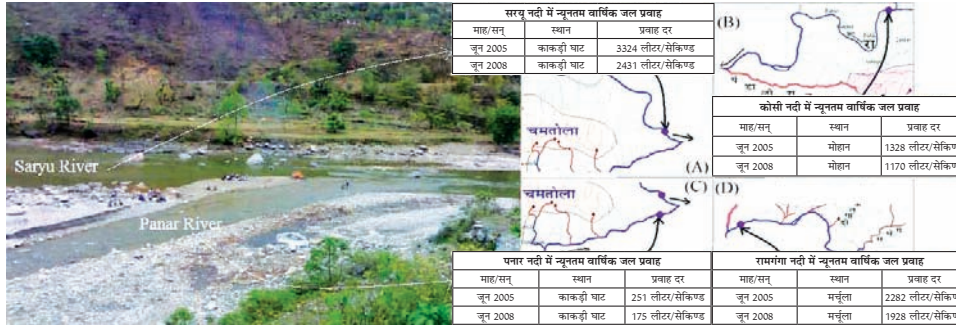 सरयू नदी में न्यूनतम वार्षिक जल प्रवाह
माह/सन् स्थान प्रवाह दर
जून 2005 काकड़ी घाट 3324 लीटर/सेकिण्ड
जून 2008 काकड़ी घाट 2431 लीटर/सेकिण्ड
(B)
कोसी नदी में न्यूनतम वार्षिक जल प्रवाह
माह/सन् स्थान प्रवाह दर
जून 2005 मोहान 1328 लीटर/सेकिण्ड
जून 2008 मोहान 1170 लीटर/सेकिण्ड
चमतोला
(A)
Saryu River
Panar River
चमतोला
(C)
(D)
पनार नदी में न्यूनतम वार्षिक जल प्रवाह
माह/सन् स्थान प्रवाह दर
जून 2005 काकड़ी घाट 251 लीटर/सेकिण्ड
जून 2008 काकड़ी घाट 175 लीटर/सेकिण्ड
रामगंगा नदी में न्यूनतम वार्षिक जल प्रवाह
माह/सन् स्थान प्रवाह दर
जून 2005 मर्चूला 2282 लीटर/सेकिण्ड
जून 2008 मर्चूला 1928 लीटर/सेकिण्ड